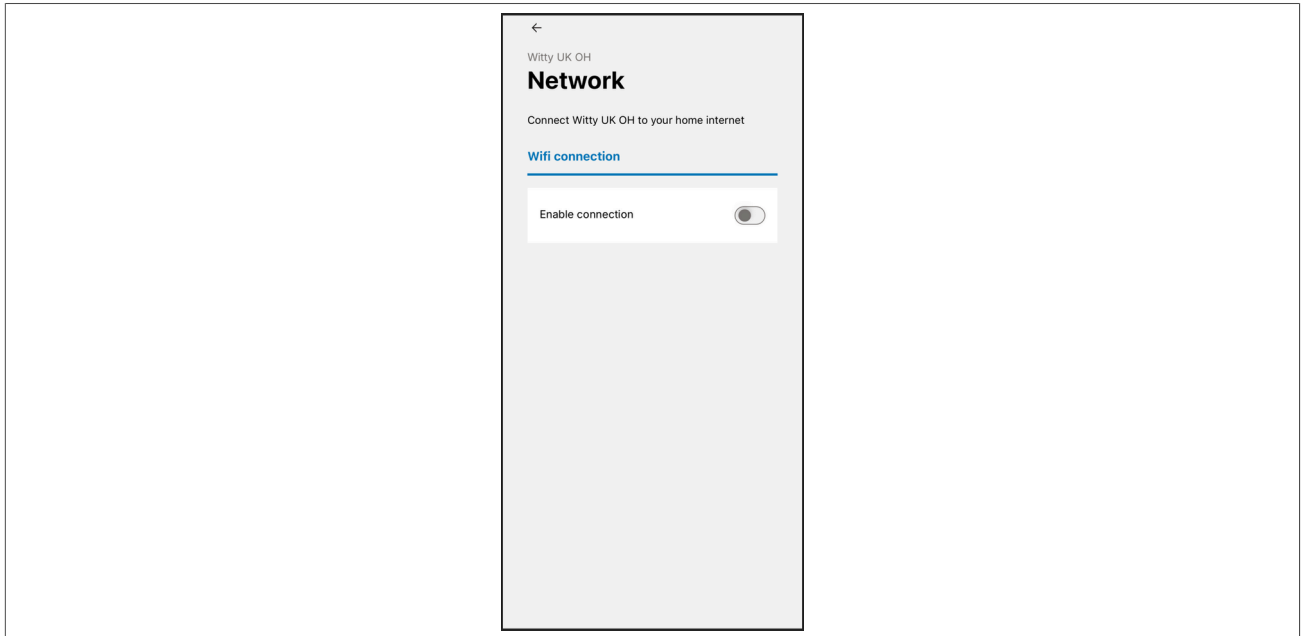 Witty UK OH
Network
Connect Witty UK OH to your home internet
Wifi connection
Enable connection